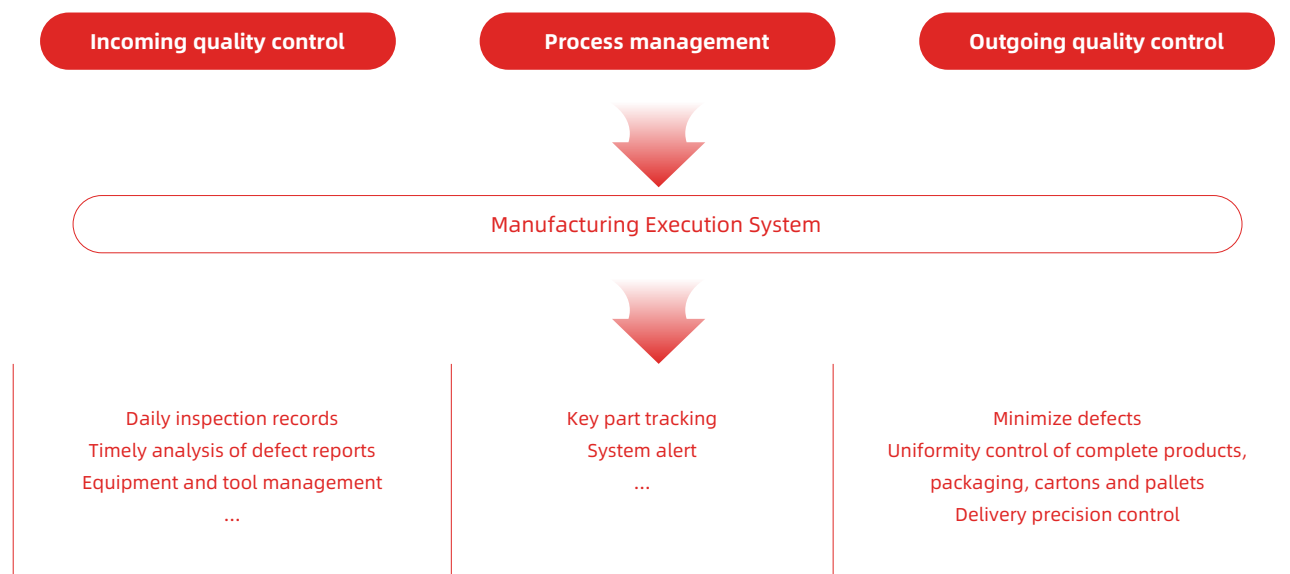 Incoming quality control
Process management
Outgoing quality control
Manufacturing Execution System
Daily inspection records
Timely analysis of defect reports
Equipment and tool management
...
Key part tracking
System alert
...
Minimize defects
Uniformity control of complete products,
packaging, cartons and pallets
Delivery precision control